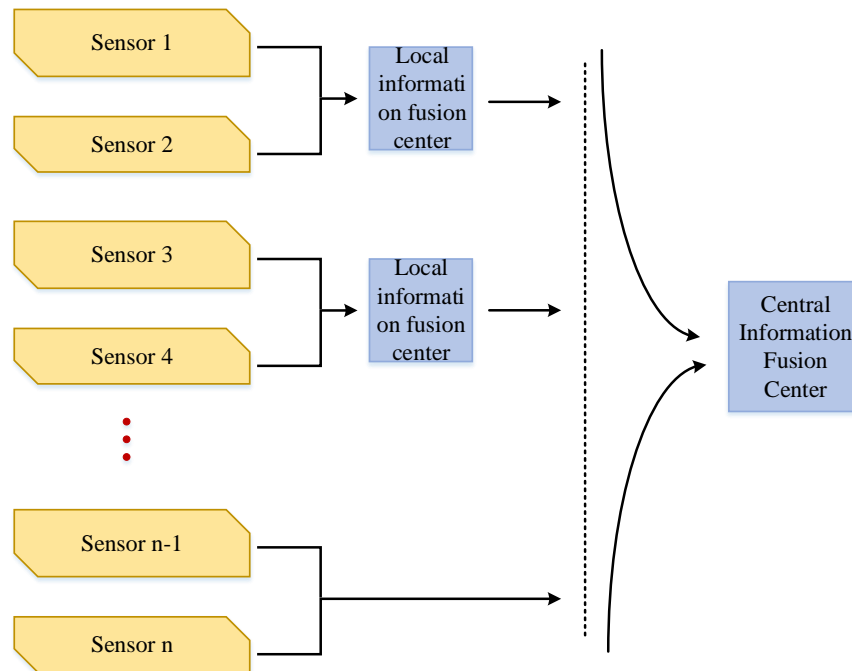 Sensor 1
Sensor 2
Local
informati
on fusion
center
Sensor 3
Sensor 4
Local
informati
on fusion
center
Central
Information
Fusion
Center
Sensor n-1
Sensor n